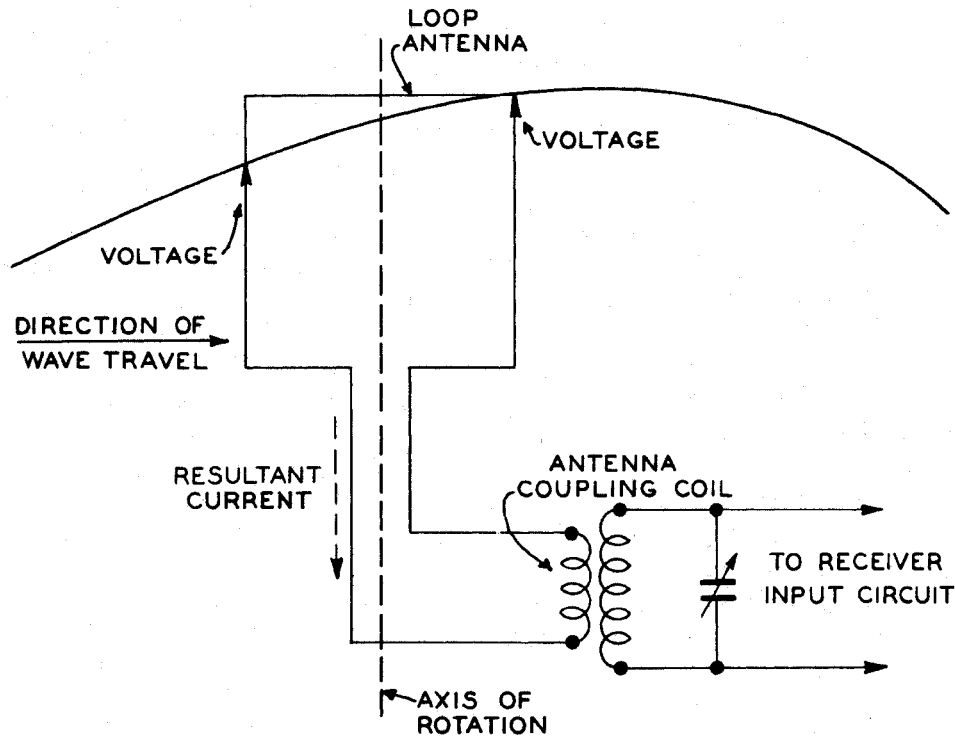 LOOP
ANTENNA
VOLTAGE
VOLTAGE
DIRECTION OF
WAVE TRAVEL
RESULTANT
CURRENT
ANTENNA
COUPLING COIL
TO RECEIVER
INPUT CIRCUIT
AXIS OF
ROTATION